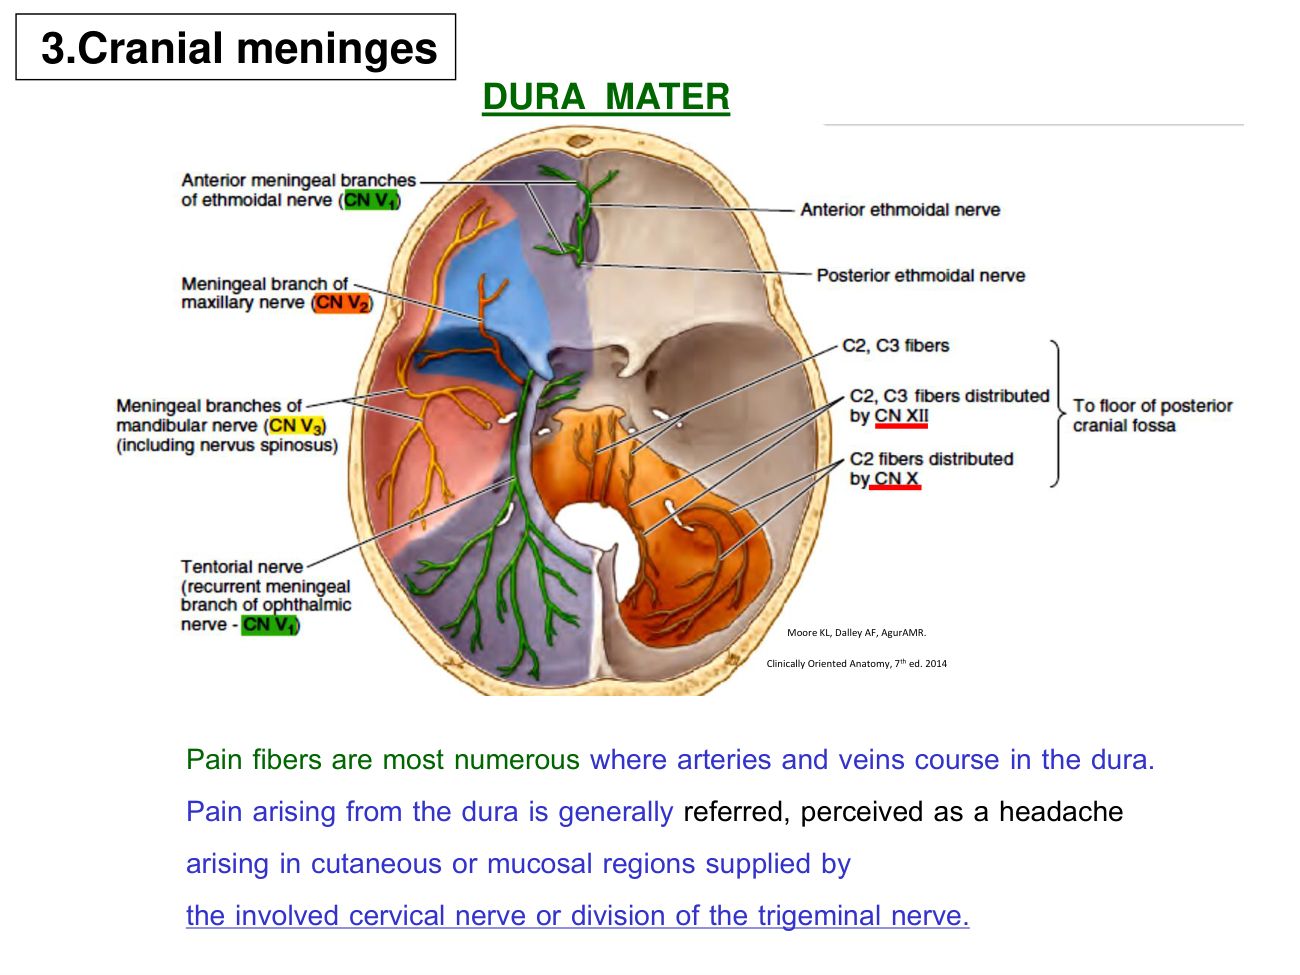 3.Cranial meninges
DURA MATER
Anterior meningeal branches
of ethmoidal nerve (CN V₁)
Anterior ethmoidal nerve
Meningeal branch of
maxillary nerve (CN V₂)
Posterior ethmoidal nerve
C2, C3 fibers
C2, C3 fibers distributed
by CN XII
C2 fibers distributed
by CN X
To floor of posterior
cranial fossa
Meningeal branches of
mandibular nerve (CN V₃)
(including nervus spinosus)
Tentorial nerve
(recurrent meningeal
branch of ophthalmic
nerve - CN V₁)
Moore KL, Dalley AF, AgurAMR.
Clinically Oriented Anatomy, 7th ed. 2014
Pain fibers are most numerous where arteries and veins course in the dura.
Pain arising from the dura is generally referred, perceived as a headache
arising in cutaneous or mucosal regions supplied by
the involved cervical nerve or division of the trigeminal nerve.